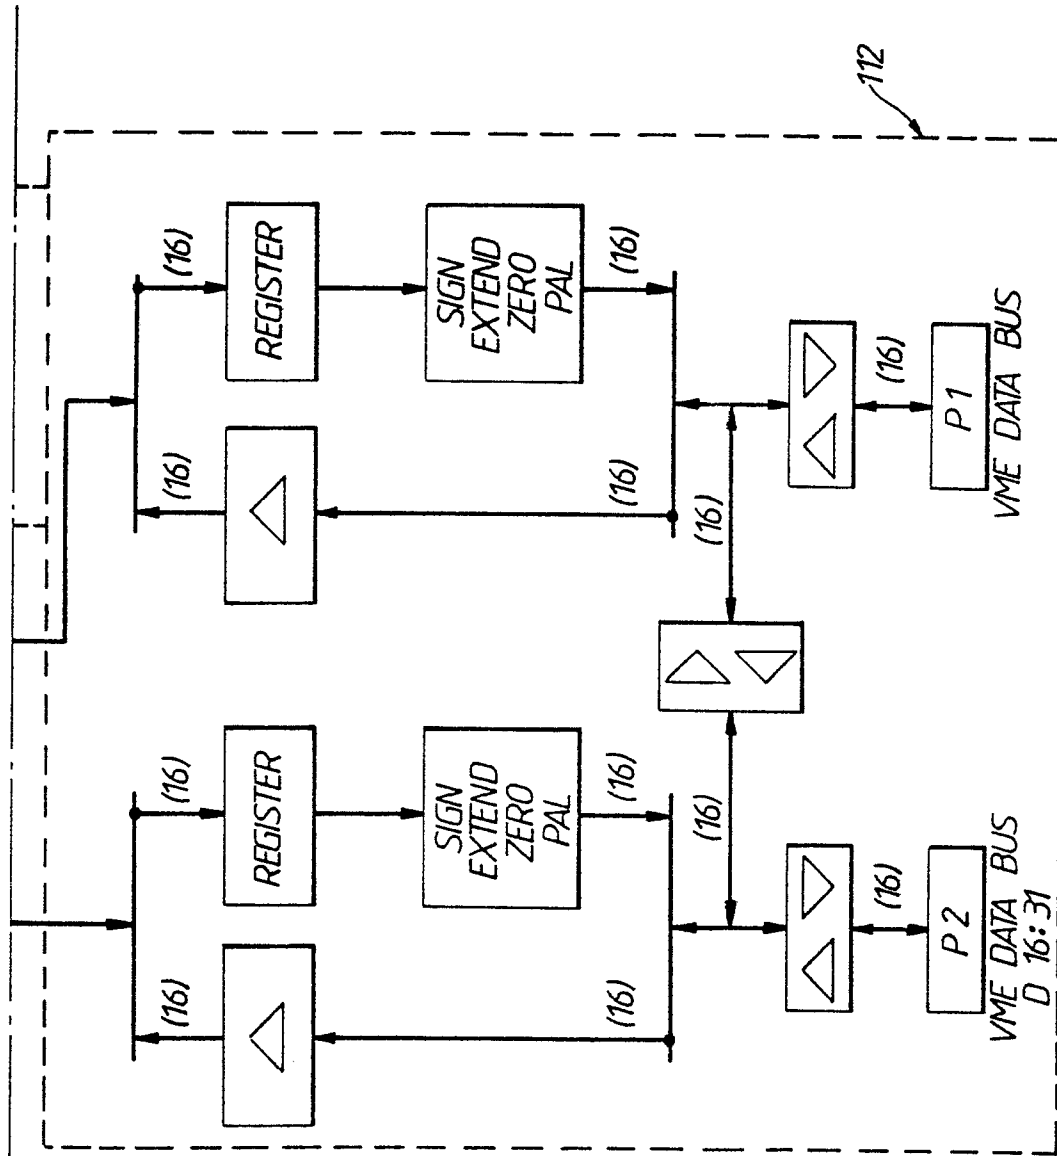 112
(16)
(16)
REGISTER
SIGN
EXTEND
ZERO
PAL
(16)
(16)
(16)
(16)
(16)
P1
VME DATA BUS
(16)
(16)
REGISTER
SIGN
EXTEND
ZERO
PAL
(16)
(16)
(16)
(16)
P2
VME DATA BUS
D 16:31